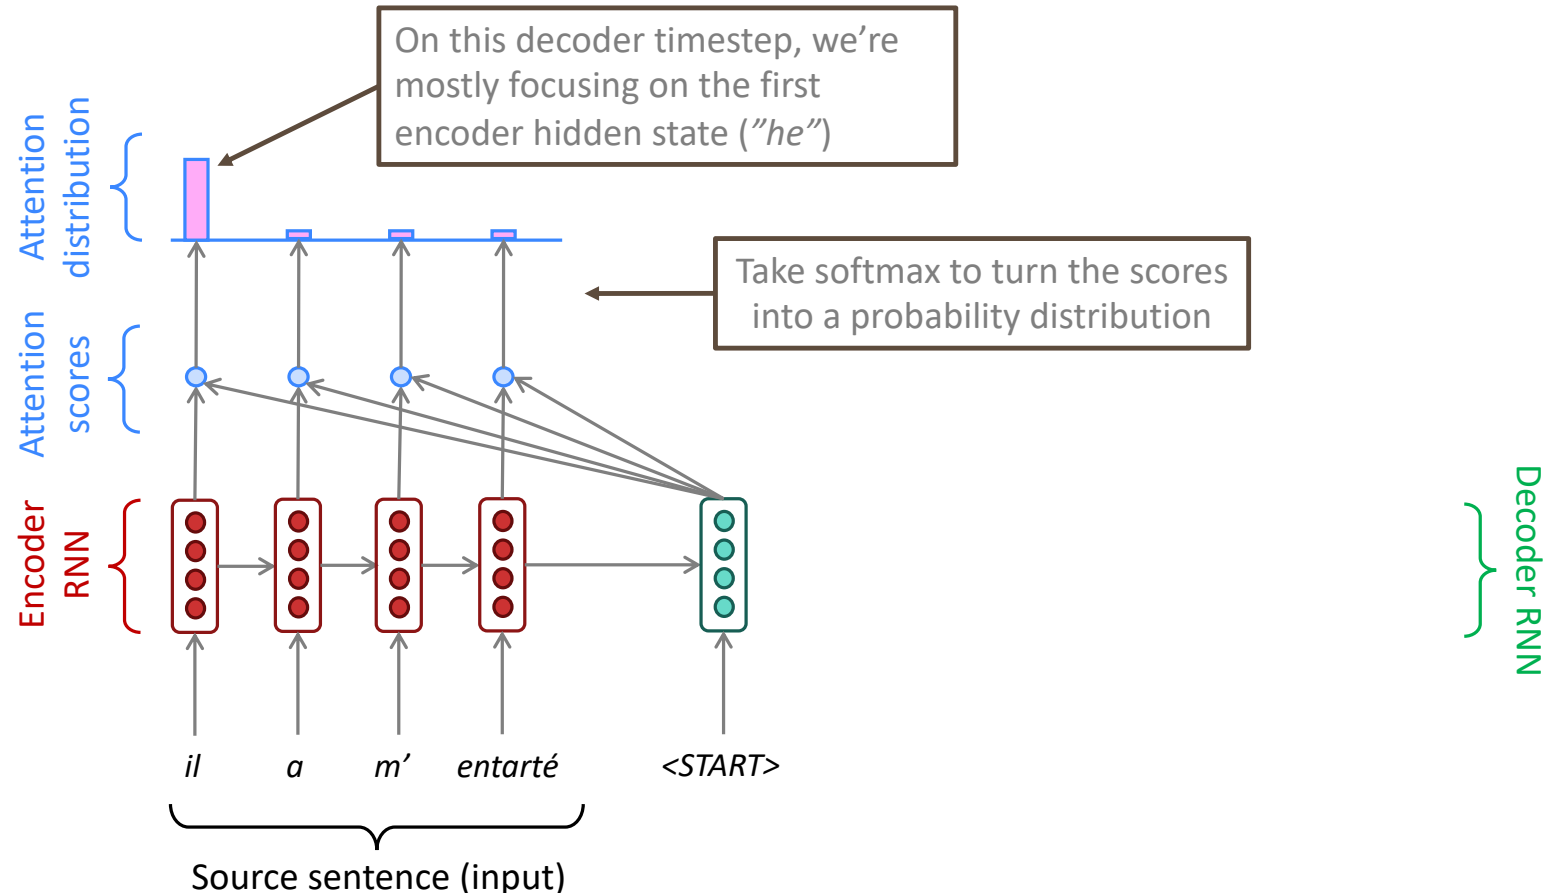 On this decoder timestep, we’re
mostly focusing on the first
encoder hidden state (”he”)
Attention
distribution
Take softmax to turn the scores
into a probability distribution
Attention
scores
Encoder
RNN
Decoder RNN
il a m’ entarté <START>
Source sentence (input)